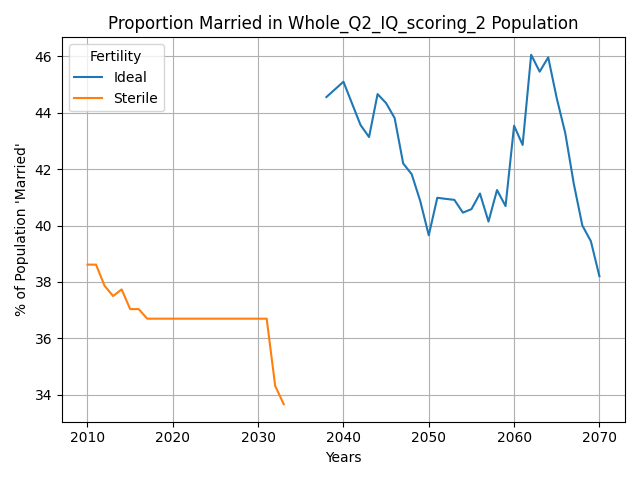 Proportion Married in Whole_Q2_IQ_scoring_2 Population
Fertility
Ideal
Sterile
% of Population 'Married'
46
44
42
40
38
36
34
2010 2020 2030 2040 2050 2060 2070
Years